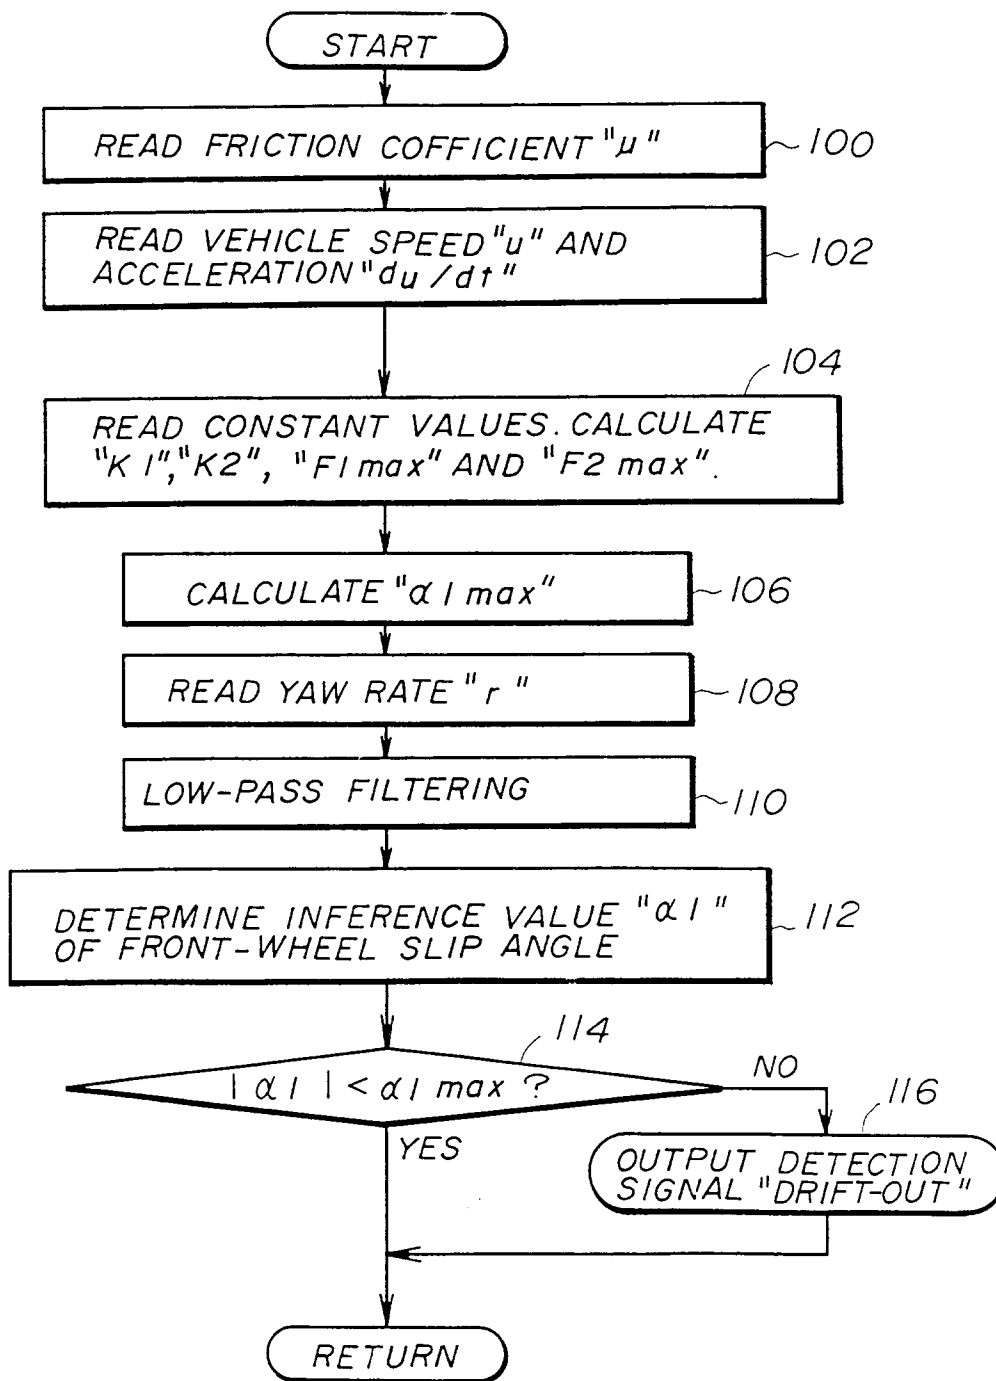 START
READ FRICTION COFFICIENT "μ"
100
READ VEHICLE SPEED "u" AND
ACCELERATION "du/dt"
102
104
READ CONSTANT VALUES. CALCULATE
"K1", "K2", "F1max" AND "F2max".
CALCULATE "α1max"
106
READ YAW RATE "r"
108
LOW-PASS FILTERING
110
DETERMINE INFERENCE VALUE "α1"
OF FRONT-WHEEL SLIP ANGLE
112
114
|α1| < α1max ?
NO
YES
116
OUTPUT DETECTION
SIGNAL "DRIFT-OUT"
RETURN